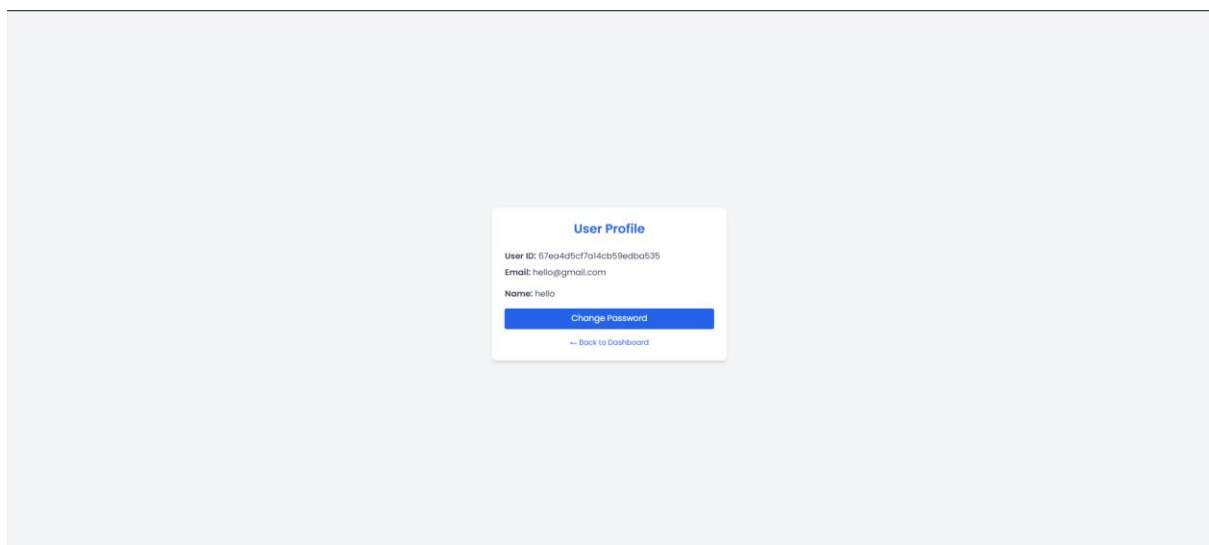 User Profile
User ID: 67ea4d5cf7a14cb59edba535
Email: hello@gmail.com
Name: hello
Change Password
← Back to Dashboard